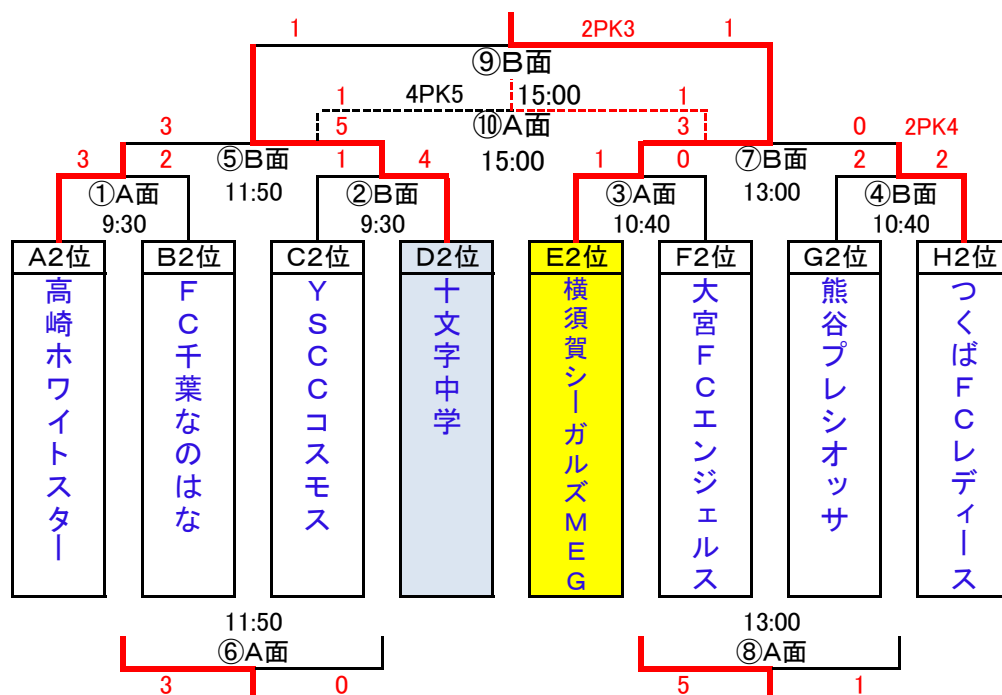 1 2PK3 1
⑨B面
1 4PK5 15:00 1
3 5 ⑩A面 3 0 2PK4
3 2 ⑤B面 1 4 15:00 1 0 ⑦B面 2 2
①A面 11:50 ②B面 ③A面 13:00 ④B面
9:30 9:30 10:40 10:40
A2位 B2位 C2位 D2位 E2位 F2位 G2位 H2位
高崎ホワイトスター
FC千葉なのはな
YSCCコスモス
十文字中学
横須賀シーガルズMEG
大宮FCエンジェルス
熊谷プレシオッサ
つくばFCレディース
11:50 13:00
⑥A面 ⑧A面
3 0 5 1